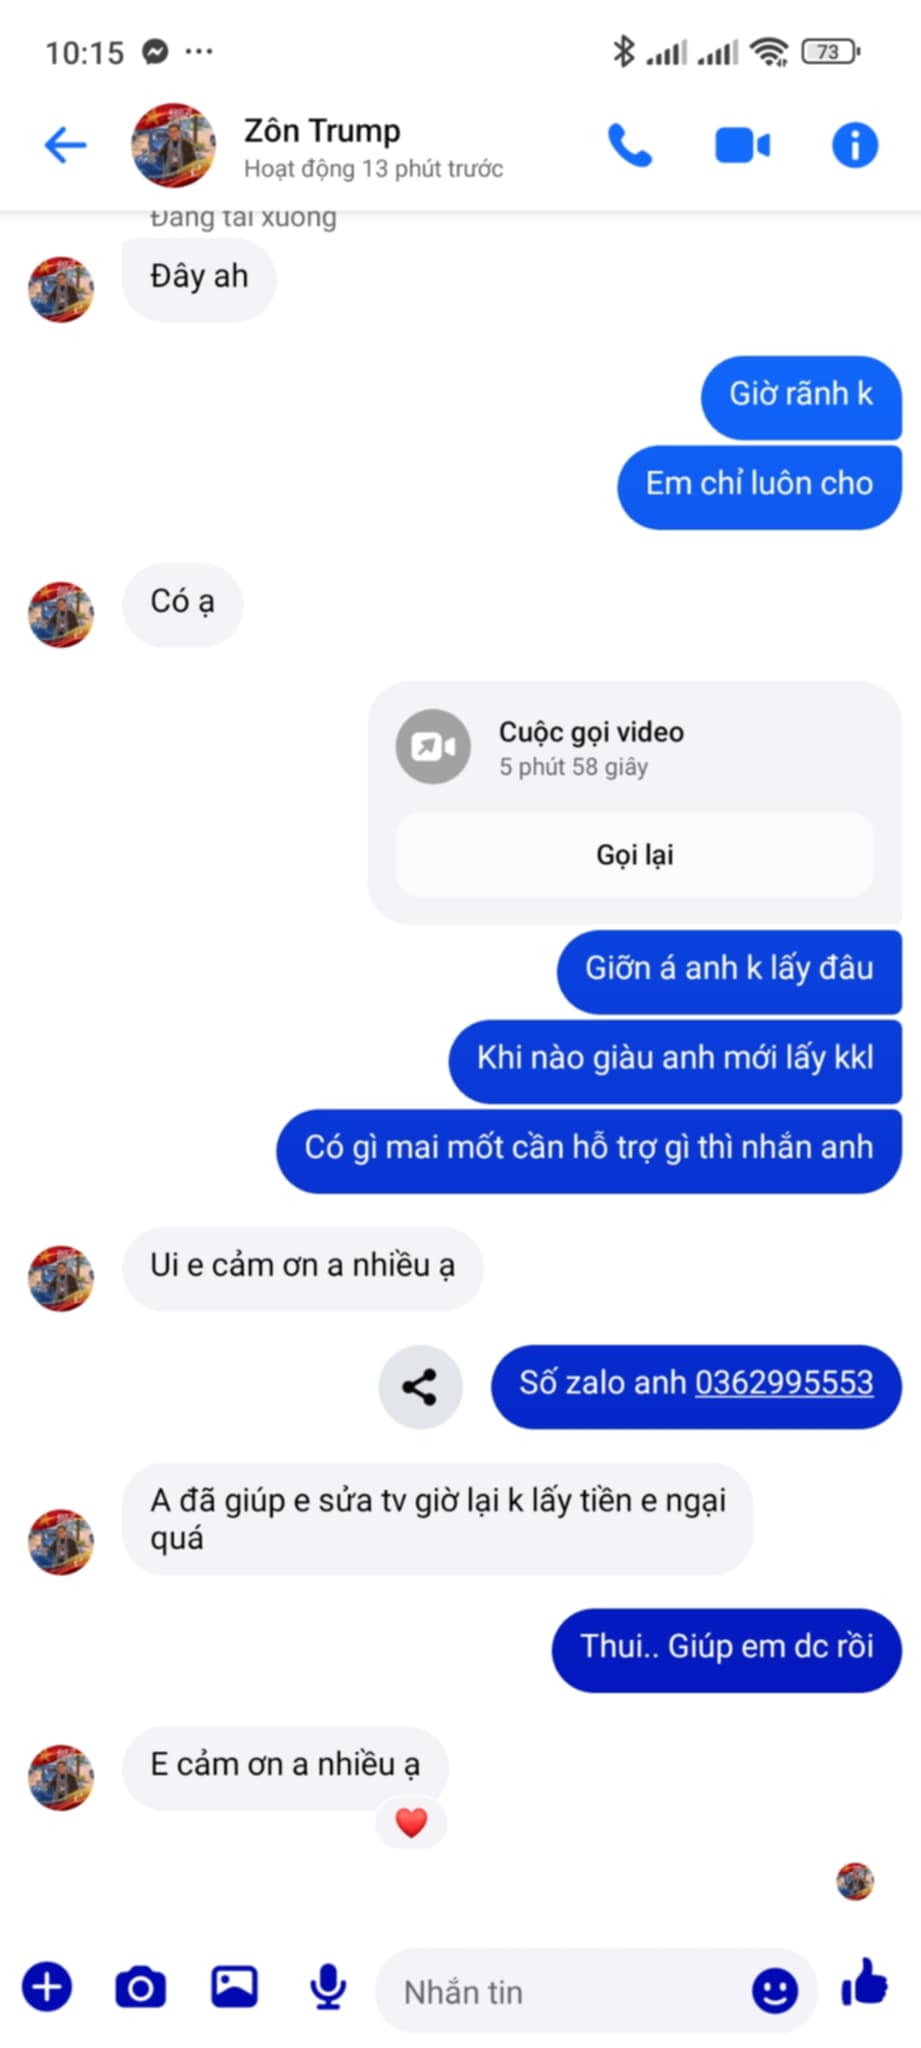 10:15
73
Zôn Trump
Hoạt động 13 phút trước
Đang tải xuống
Đây ah
Giờ rãnh k
Em chỉ luôn cho
Có ạ
Cuộc gọi video
5 phút 58 giây
Gọi lại
Giỡn á anh k lấy đâu
Khi nào giàu anh mới lấy kkl
Có gì mai mốt cần hỗ trợ gì thì nhắn anh
Ui e cảm ơn a nhiều ạ
Số zalo anh 0362995553
A đã giúp e sửa tv giờ lại k lấy tiền e ngại
quá
Thui.. Giúp em dc rồi
E cảm ơn a nhiều ạ
Nhắn tin